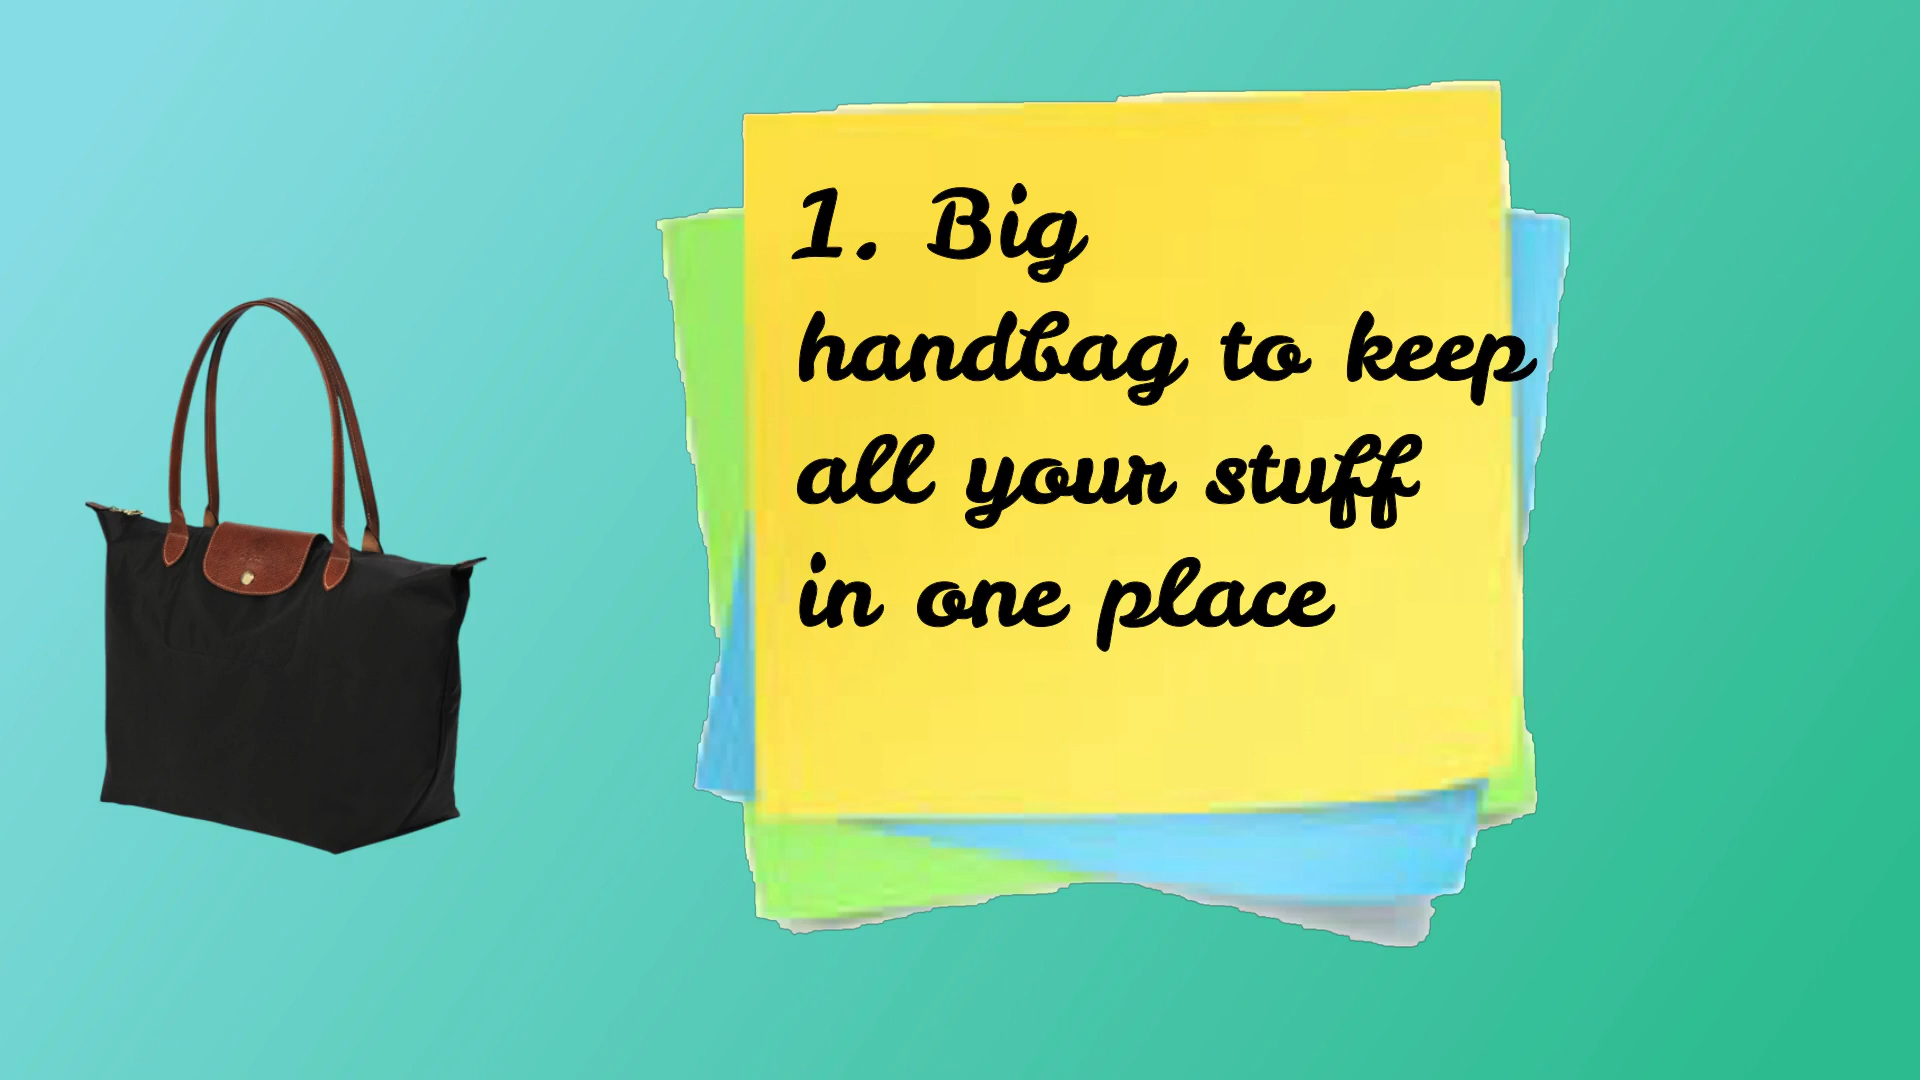 1. Big
handbag to keep
all your stuff
in one place